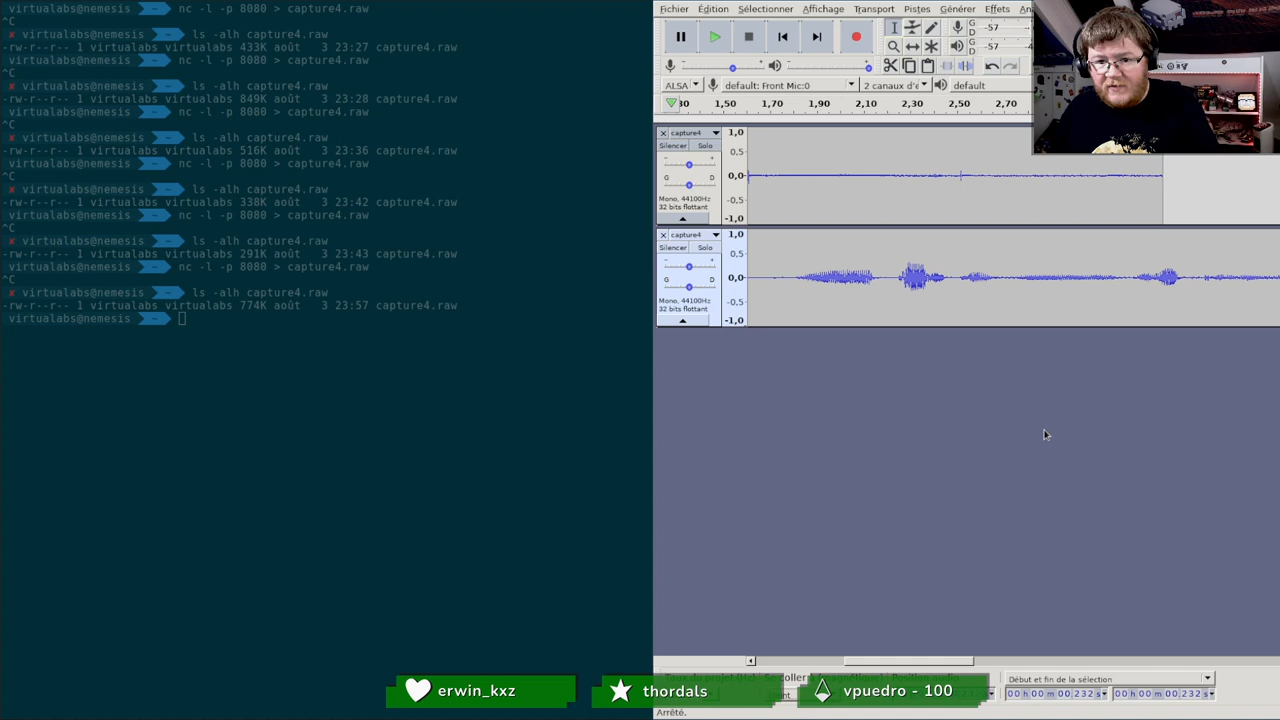 virtualabs@nemesis ~ nc -l -p 8080 > capture4.raw
^C
✘ virtualabs@nemesis ~ ls -alh capture4.raw
-rw-r--r-- 1 virtualabs virtualabs 433K août 3 23:27 capture4.raw
virtualabs@nemesis ~ nc -l -p 8080 > capture4.raw
^C
✘ virtualabs@nemesis ~ ls -alh capture4.raw
-rw-r--r-- 1 virtualabs virtualabs 849K août 3 23:28 capture4.raw
virtualabs@nemesis ~ nc -l -p 8080 > capture4.raw
^C
✘ virtualabs@nemesis ~ ls -alh capture4.raw
-rw-r--r-- 1 virtualabs virtualabs 516K août 3 23:36 capture4.raw
virtualabs@nemesis ~ nc -l -p 8080 > capture4.raw
^C
✘ virtualabs@nemesis ~ ls -alh capture4.raw
-rw-r--r-- 1 virtualabs virtualabs 338K août 3 23:42 capture4.raw
virtualabs@nemesis ~ nc -l -p 8080 > capture4.raw
^C
✘ virtualabs@nemesis ~ ls -alh capture4.raw
-rw-r--r-- 1 virtualabs virtualabs 291K août 3 23:43 capture4.raw
virtualabs@nemesis ~ nc -l -p 8080 > capture4.raw
^C
✘ virtualabs@nemesis ~ ls -alh capture4.raw
-rw-r--r-- 1 virtualabs virtualabs 774K août 3 23:57 capture4.raw
virtualabs@nemesis ~
Fichier Édition Sélectionner Affichage Transport Pistes Générer Effets
G -57
D
G -57
D
ALSA default: Front Mic:0 2 canaux d'e default
1,50 1,70 1,90 2,10 2,30 2,50 2,70
capture4 1,0
Silencer Solo 0,5
0,0
G D
Mono, 44100Hz -0,5
32 bits flottant
-1,0
capture4 1,0
Silencer Solo 0,5
0,0
G D
Mono, 44100Hz -0,5
32 bits flottant
-1,0
Début et fin de la sélection
00 h 00 m 00,232 s 00 h 00 m 00,232 s
Arrêté.
erwin_kxz
thordals
vpuedro - 100